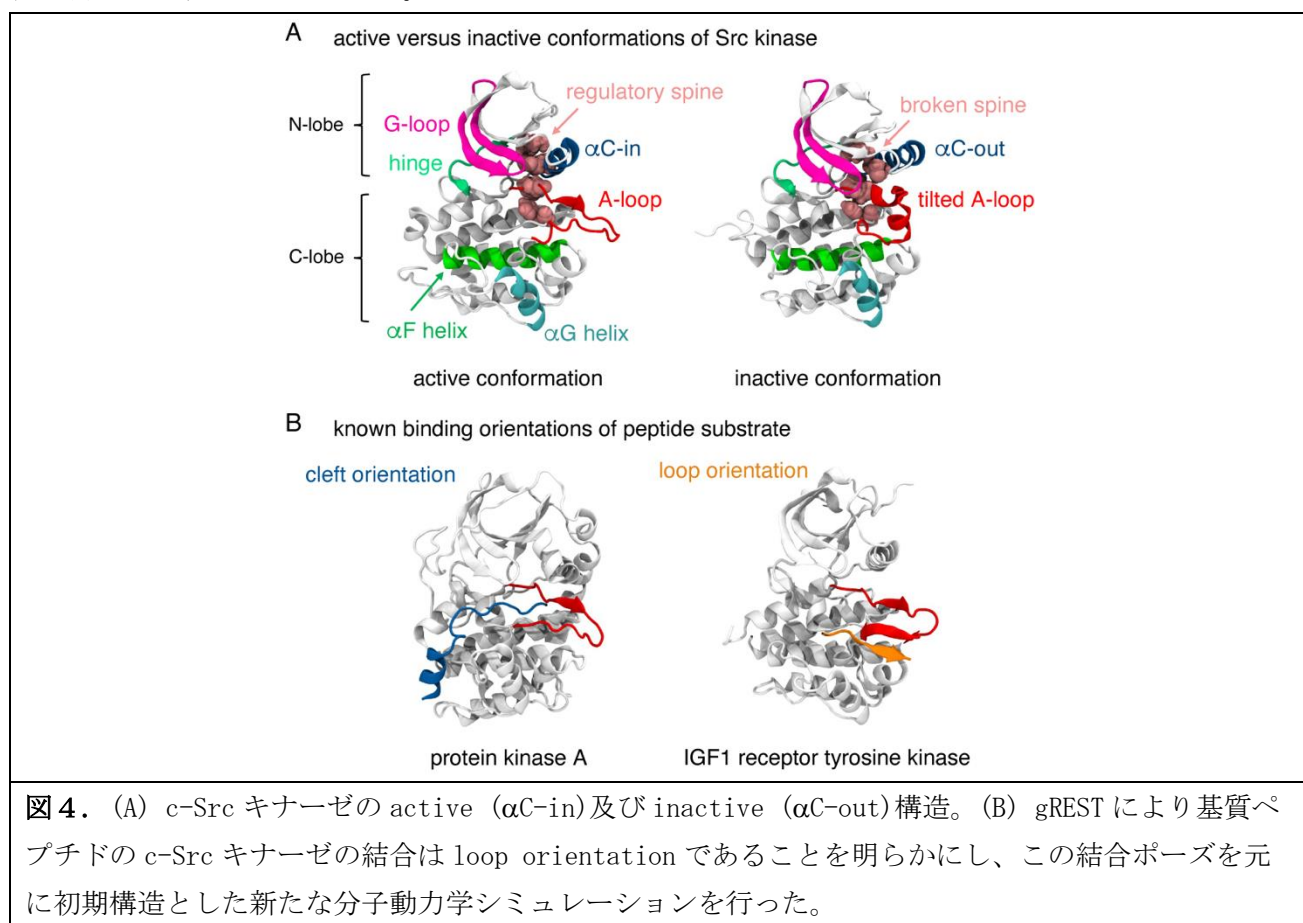 A active versus inactive conformations of Src kinase
regulatory spine
broken spine
N-lobe
G-loop
αC-in
αC-out
hinge
A-loop
tilted A-loop
C-lobe
αF helix
αG helix
active conformation
inactive conformation
B known binding orientations of peptide substrate
cleft orientation
loop orientation
protein kinase A
IGF1 receptor tyrosine kinase
図４. (A) c-Src キナーゼの active (αC-in)及び inactive (αC-out)構造。(B) gREST により基質ペ
プチドの c-Src キナーゼの結合は loop orientation であることを明らかにし、この結合ポーズを元
に初期構造とした新たな分子動力学シミュレーションを行った。